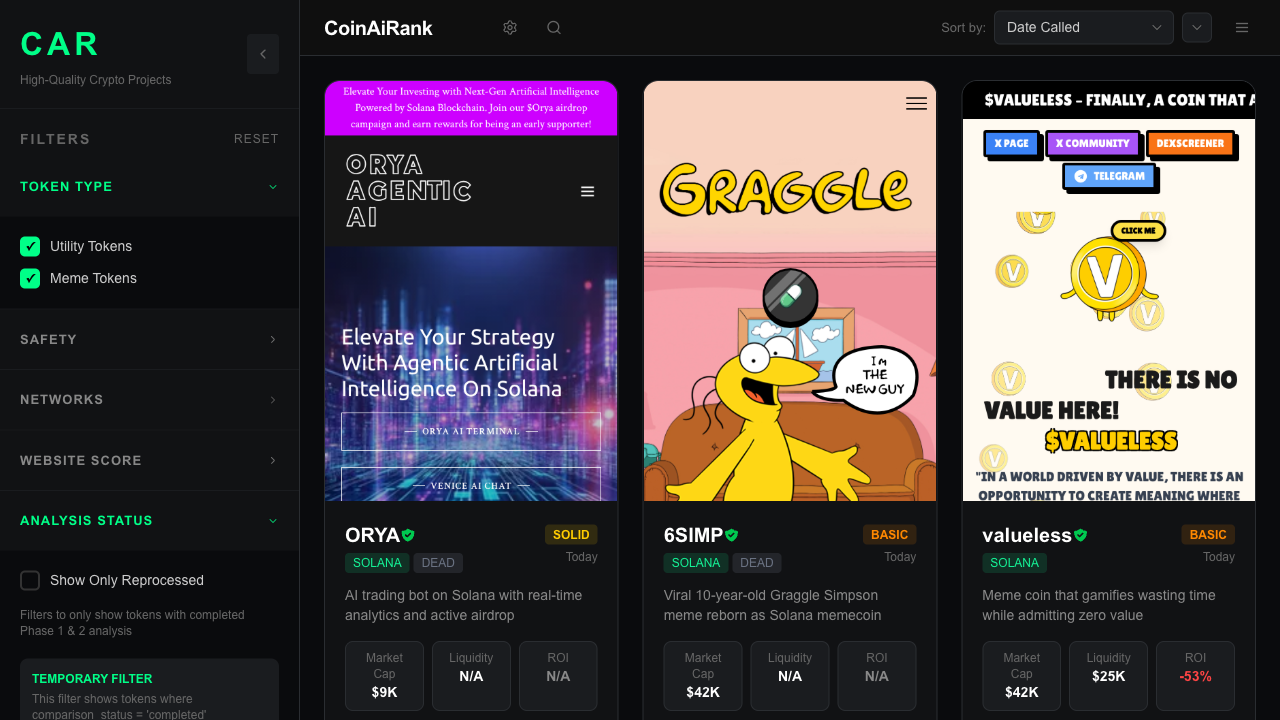 CAR
High-Quality Crypto Projects
FILTERS
RESET
TOKEN TYPE
Utility Tokens
Meme Tokens
SAFETY
NETWORKS
WEBSITE SCORE
ANALYSIS STATUS
Show Only Reprocessed
Filters to only show tokens with completed
Phase 1 & 2 analysis
TEMPORARY FILTER
This filter shows tokens where
comparison_status = 'completed'
CoinAiRank
Sort by:
Date Called
Elevate Your Investing with Next-Gen Artificial Intelligence
Powered by Solana Blockchain. Join our $Orya airdrop
campaign and earn rewards for being an early supporter!
ORYA
AGENTIC
AI
Elevate Your Strategy
With Agentic Artificial
Intelligence On Solana
ORYA AI TERMINAL
VENICE AI CHAT
ORYA
SOLID
SOLANA
DEAD
Today
AI trading bot on Solana with real-time
analytics and active airdrop
Market
Cap
$9K
Liquidity
N/A
ROI
N/A
GRAGGLE
I'M
THE
NEW GUY
6SIMP
BASIC
SOLANA
DEAD
Today
Viral 10-year-old Graggle Simpson
meme reborn as Solana memecoin
Market
Cap
$42K
Liquidity
N/A
ROI
N/A
$VALUELESS – FINALLY, A COIN THAT A
X PAGE
X COMMUNITY
DEXSCREENER
TELEGRAM
CLICK ME
V
V
V
V
V
V
THERE IS NO
VALUE HERE!
$VALUELESS
"IN A WORLD DRIVEN BY VALUE, THERE IS AN
OPPORTUNITY TO CREATE MEANING WHERE
valueless
BASIC
SOLANA
Today
Meme coin that gamifies wasting time
while admitting zero value
Market
Cap
$42K
Liquidity
$25K
ROI
-53%